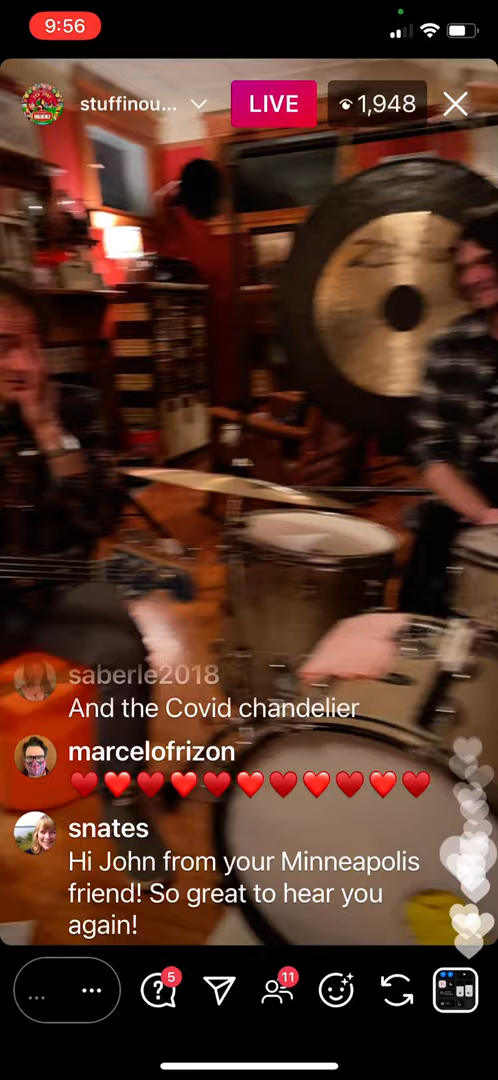 9:56
stuffinou...
LIVE
1,948
saberle2018
And the Covid chandelier
marcelofrizon
snates
Hi John from your Minneapolis
friend! So great to hear you
again!
...
...
5
11